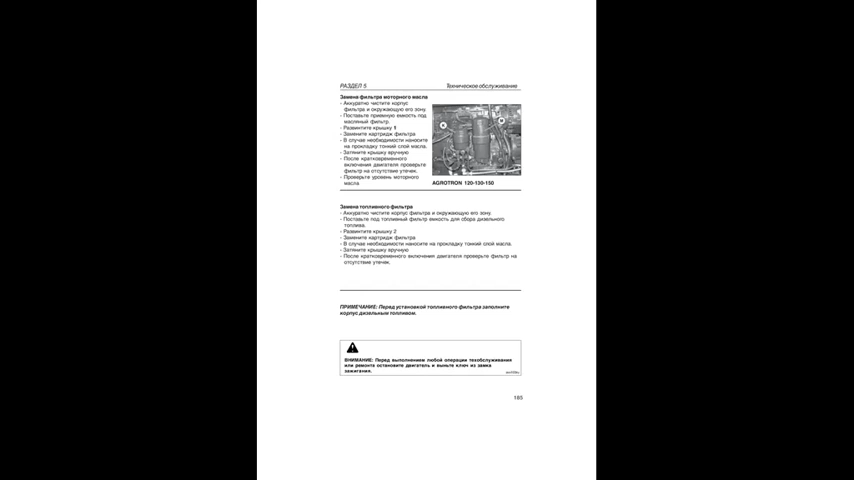 РАЗДЕЛ 5 Техническое обслуживание
Замена фильтра моторного масла
- Аккуратно чистите корпус
фильтра и окружающую его зону.
- Поставьте приемную емкость под
масляный фильтр.
- Развинтите крышку 1
- Замените картридж фильтра
- В случае необходимости наносите
на прокладку тонкий слой масла.
- Затяните крышку вручную
- После кратковременного
включения двигателя проверьте
фильтр на отсутствие утечек.
- Проверьте уровень моторного
масла.
AGROTRON 120-130-150
Замена топливного фильтра
- Аккуратно чистите корпус фильтра и окружающую его зону.
- Поставьте под топливный фильтр емкость для сбора дизельного
топлива.
- Развинтите крышку 2
- Замените картридж фильтра
- В случае необходимости наносите на прокладку тонкий слой масла.
- Затяните крышку вручную
- После кратковременного включения двигателя проверьте фильтр на
отсутствие утечек.
ПРИМЕЧАНИЕ: Перед установкой топливного фильтра заполните
корпус дизельным топливом.
ВНИМАНИЕ: Перед выполнением любой операции техобслуживания
или ремонте остановите двигатель и выньте ключ из замка
зажигания.
185